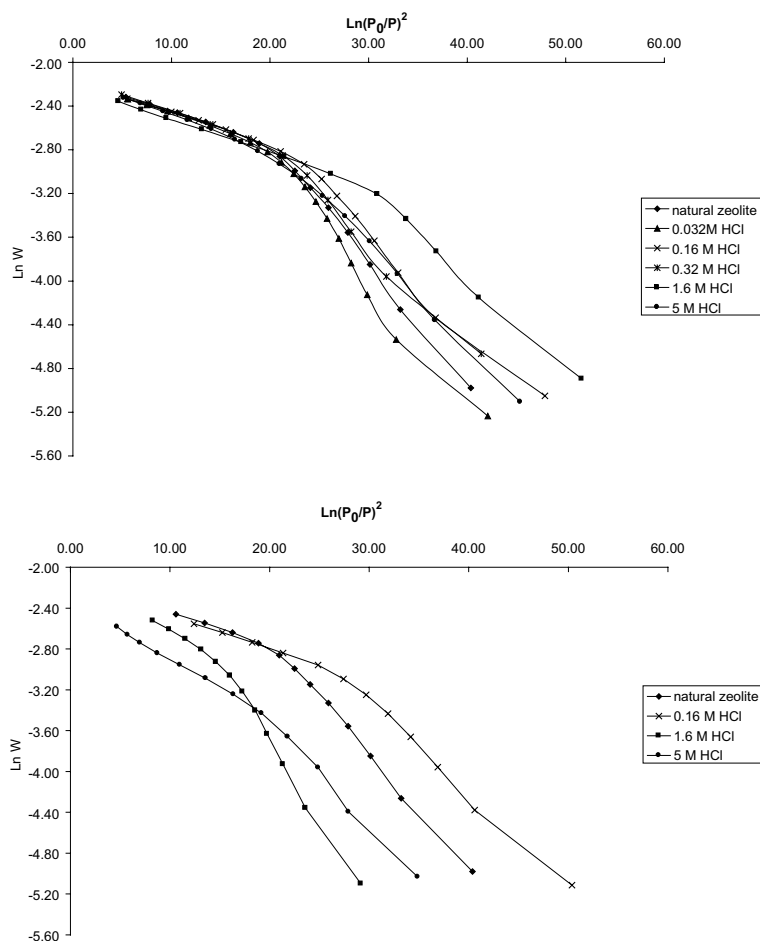 Ln(P0/P)2
0.00 10.00 20.00 30.00 40.00 50.00 60.00
-2.00
-2.40
-2.80
-3.20
-3.60
-4.00
-4.40
-4.80
-5.20
-5.60
Ln W
natural zeolite
0.032M HCl
0.16 M HCl
0.32 M HCl
1.6 M HCl
5 M HCl
Ln(P0/P)2
0.00 10.00 20.00 30.00 40.00 50.00 60.00
-2.00
-2.40
-2.80
-3.20
-3.60
-4.00
-4.40
-4.80
-5.20
-5.60
Ln W
natural zeolite
0.16 M HCl
1.6 M HCl
5 M HCl